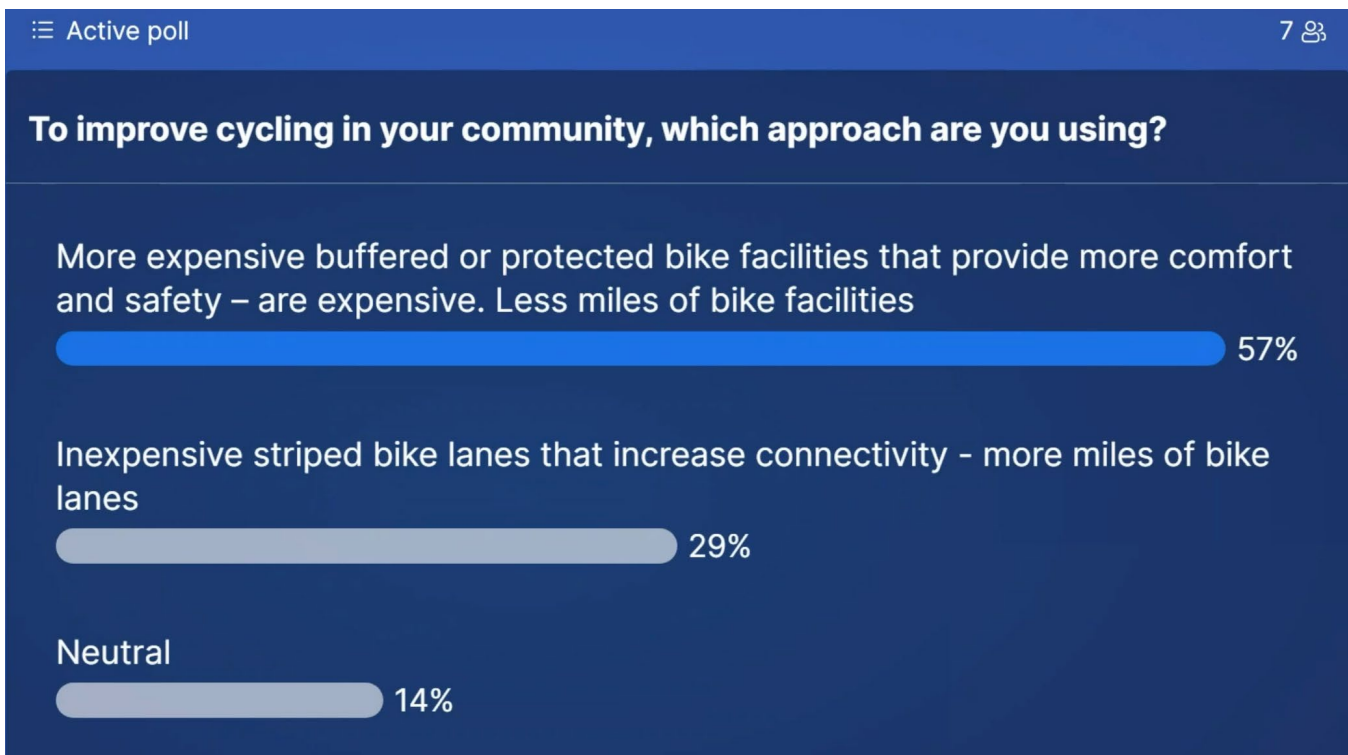 Active poll
7
To improve cycling in your community, which approach are you using?
More expensive buffered or protected bike facilities that provide more comfort
and safety – are expensive. Less miles of bike facilities
57%
Inexpensive striped bike lanes that increase connectivity - more miles of bike
lanes
29%
Neutral
14%